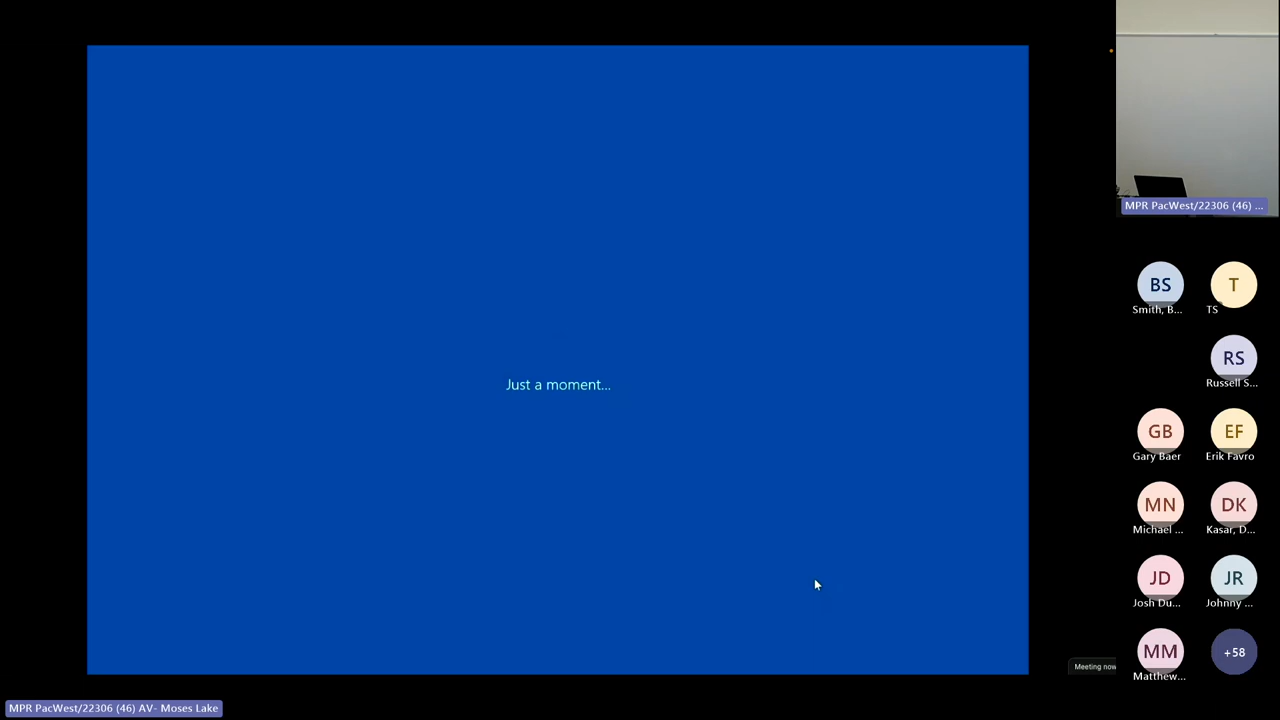 Just a moment...
MPR PacWest/22306 (46) ...
BS
T
Smith, B...
TS
RS
Russell S...
GB
EF
Gary Baer
Erik Favro
MN
DK
Michael ...
Kasar, D...
JD
JR
Josh Du...
Johnny ...
MM
+58
Matthew...
Meeting now
MPR PacWest/22306 (46) AV- Moses Lake